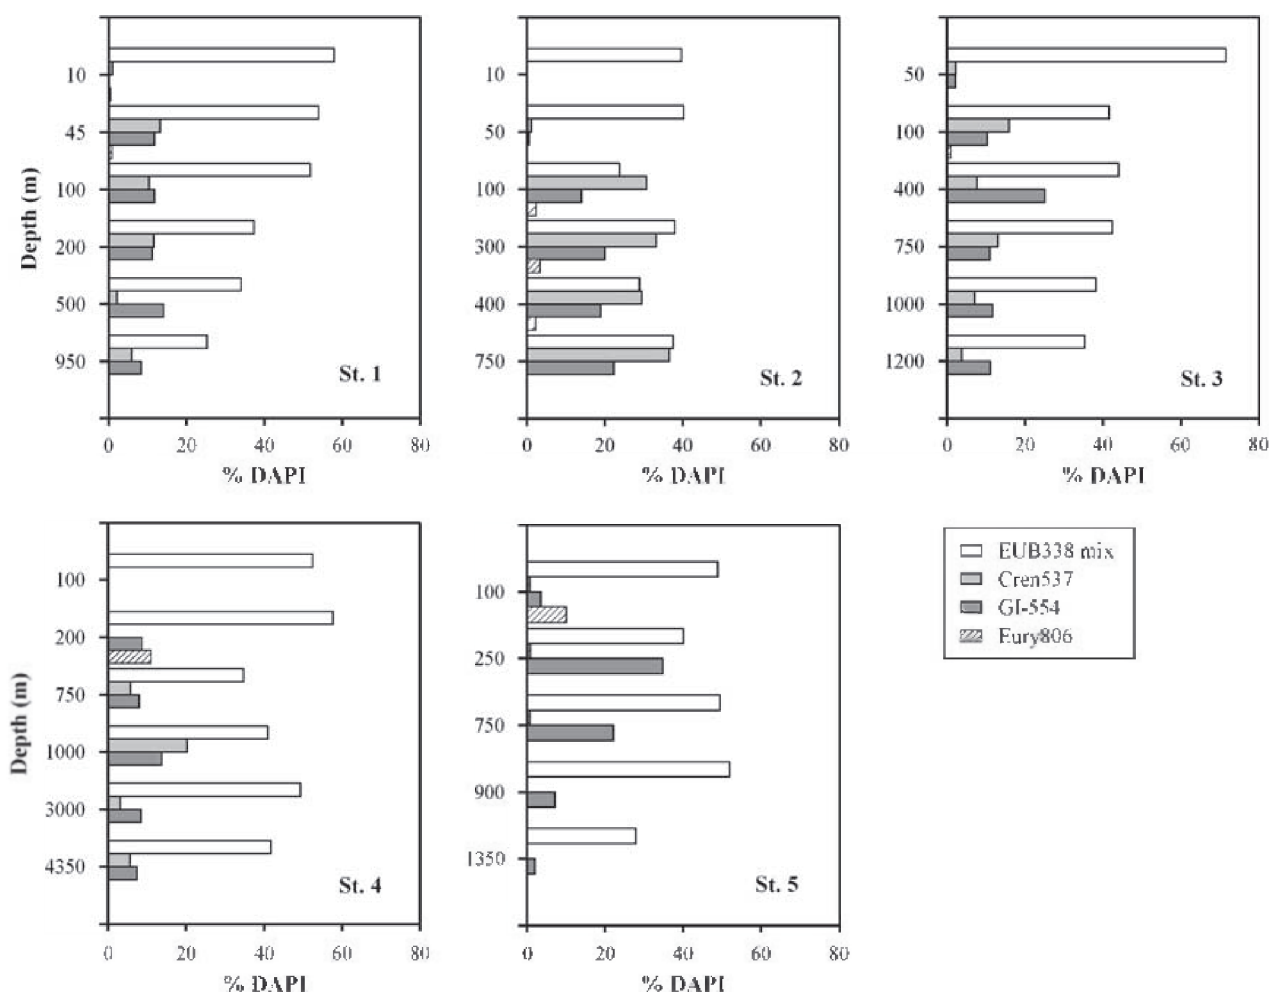 Depth (m)
10
45
100
200
500
950
St. 1
0 20 40 60 80
% DAPI
10
50
100
300
400
750
St. 2
0 20 40 60 80
% DAPI
50
100
400
750
1000
1200
St. 3
0 20 40 60 80
% DAPI
Depth (m)
100
200
750
1000
3000
4350
St. 4
0 20 40 60 80
% DAPI
100
250
750
900
1350
St. 5
0 20 40 60 80
% DAPI
EUB338 mix
Cren537
GI-554
Eury806